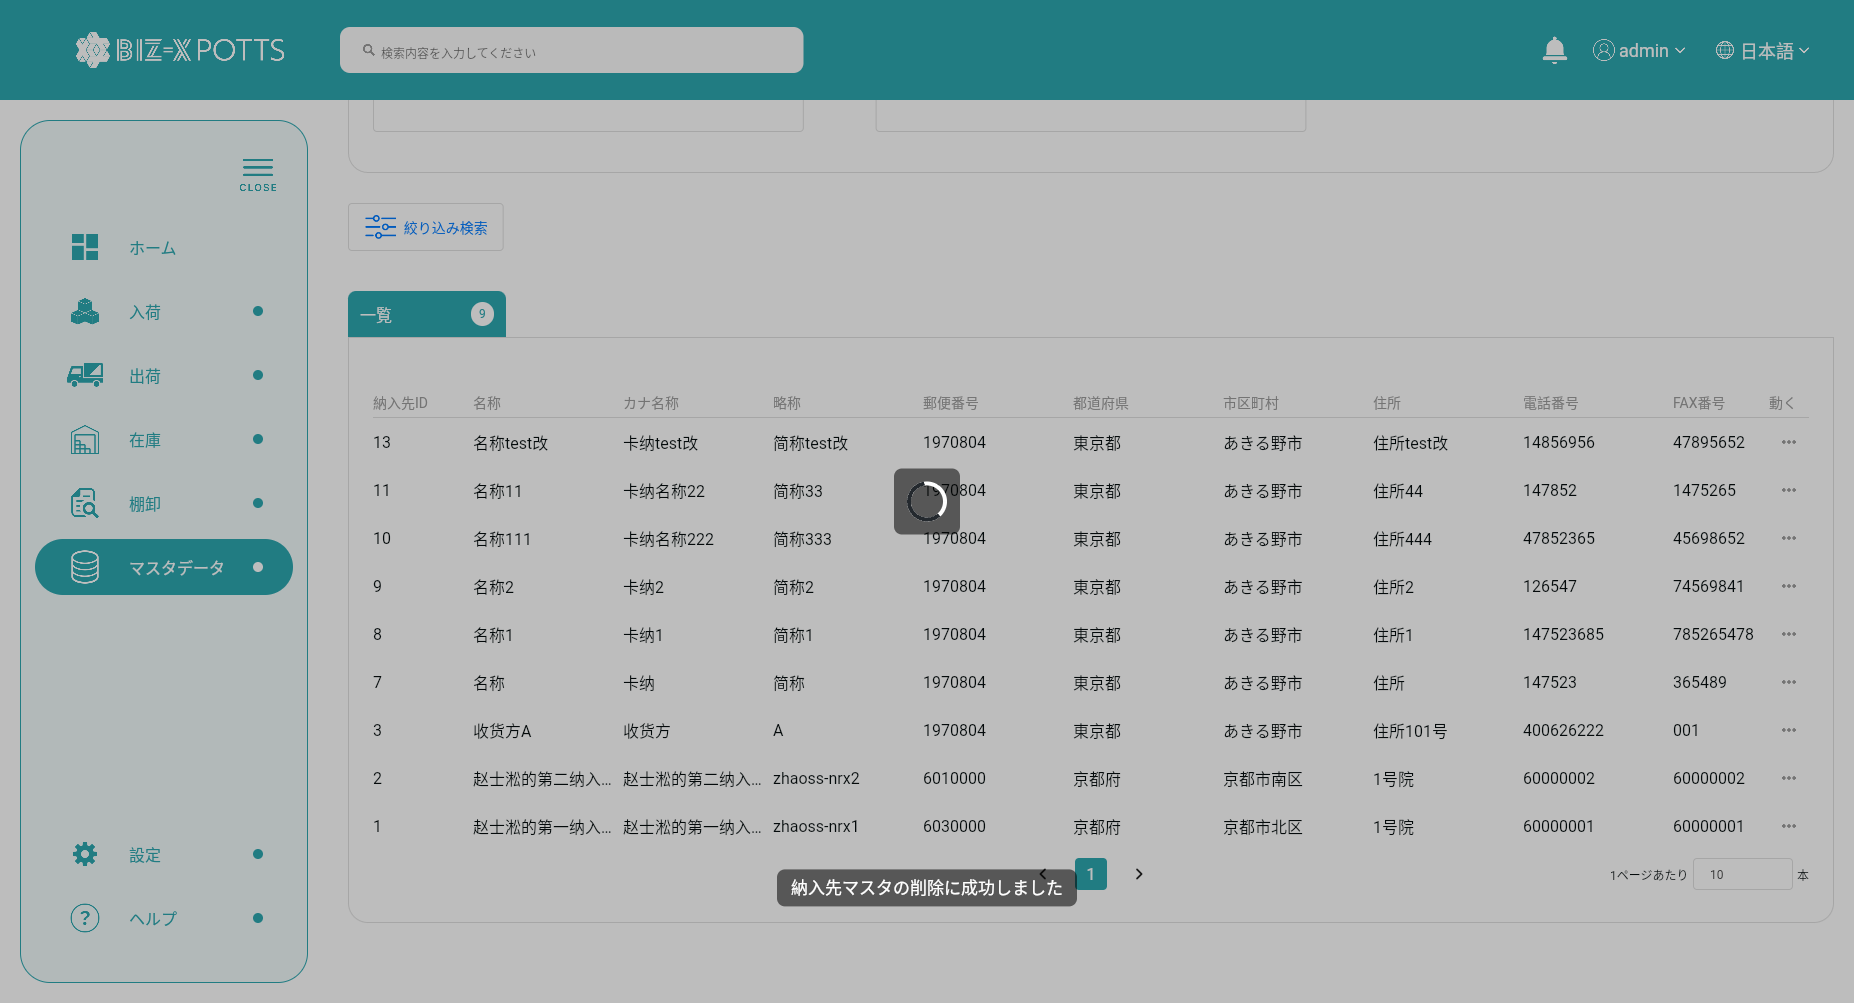 BIZ=X POTTS
検索内容を入力してください
admin
日本語
CLOSE
ホーム
入荷
出荷
在庫
棚卸
マスタデータ
設定
ヘルプ
絞り込み検索
一覧 9
納入先ID 名称 カナ名称 略称 郵便番号 都道府県 市区町村 住所 電話番号 FAX番号 動く
13 名称test改 卡纳test改 简称test改 1970804 東京都 あきる野市 住所test改 14856956 47895652
11 名称11 卡纳名称22 简称33 1970804 東京都 あきる野市 住所44 147852 1475265
10 名称111 卡纳名称222 简称333 1970804 東京都 あきる野市 住所444 47852365 45698652
9 名称2 卡纳2 简称2 1970804 東京都 あきる野市 住所2 126547 74569841
8 名称1 卡纳1 简称1 1970804 東京都 あきる野市 住所1 147523685 785265478
7 名称 卡纳 简称 1970804 東京都 あきる野市 住所 147523 365489
3 收货方A 收货方 A 1970804 東京都 あきる野市 住所101号 400626222 001
2 赵士淞的第二纳入... 赵士淞的第二纳入... zhaoss-nrx2 6010000 京都府 京都市南区 1号院 60000002 60000002
1 赵士淞的第一纳入... 赵士淞的第一纳入... zhaoss-nrx1 6030000 京都府 京都市北区 1号院 60000001 60000001
1
1ページあたり 10 本
納入先マスタの削除に成功しました